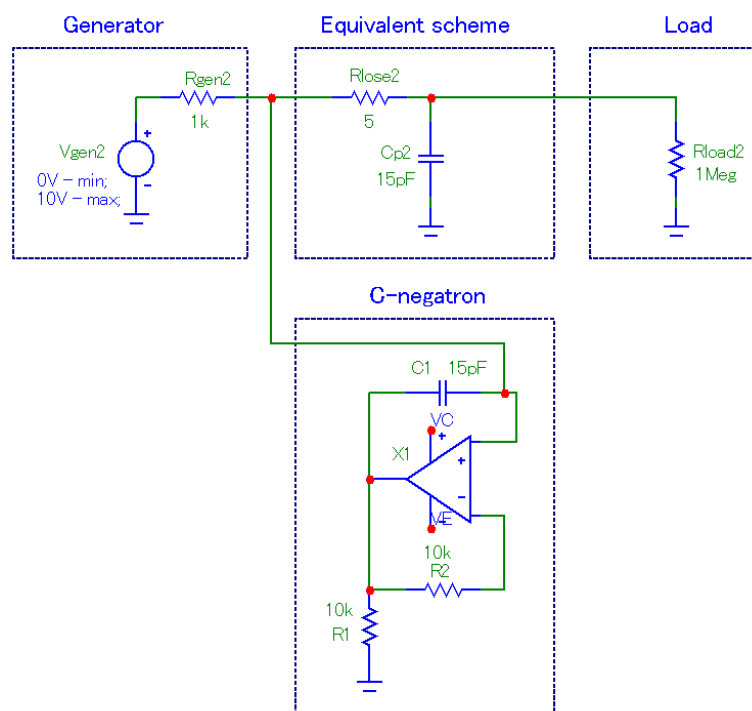 Generator
Equivalent scheme
Load
Rgen2
1k
Vgen2
0V-min;
10V-max;
Rlose2
5
Cp2
15pF
Rload2
1Meg
C-negatron
C1 15pF
VC
X1
VE
10k
R2
10k
R1